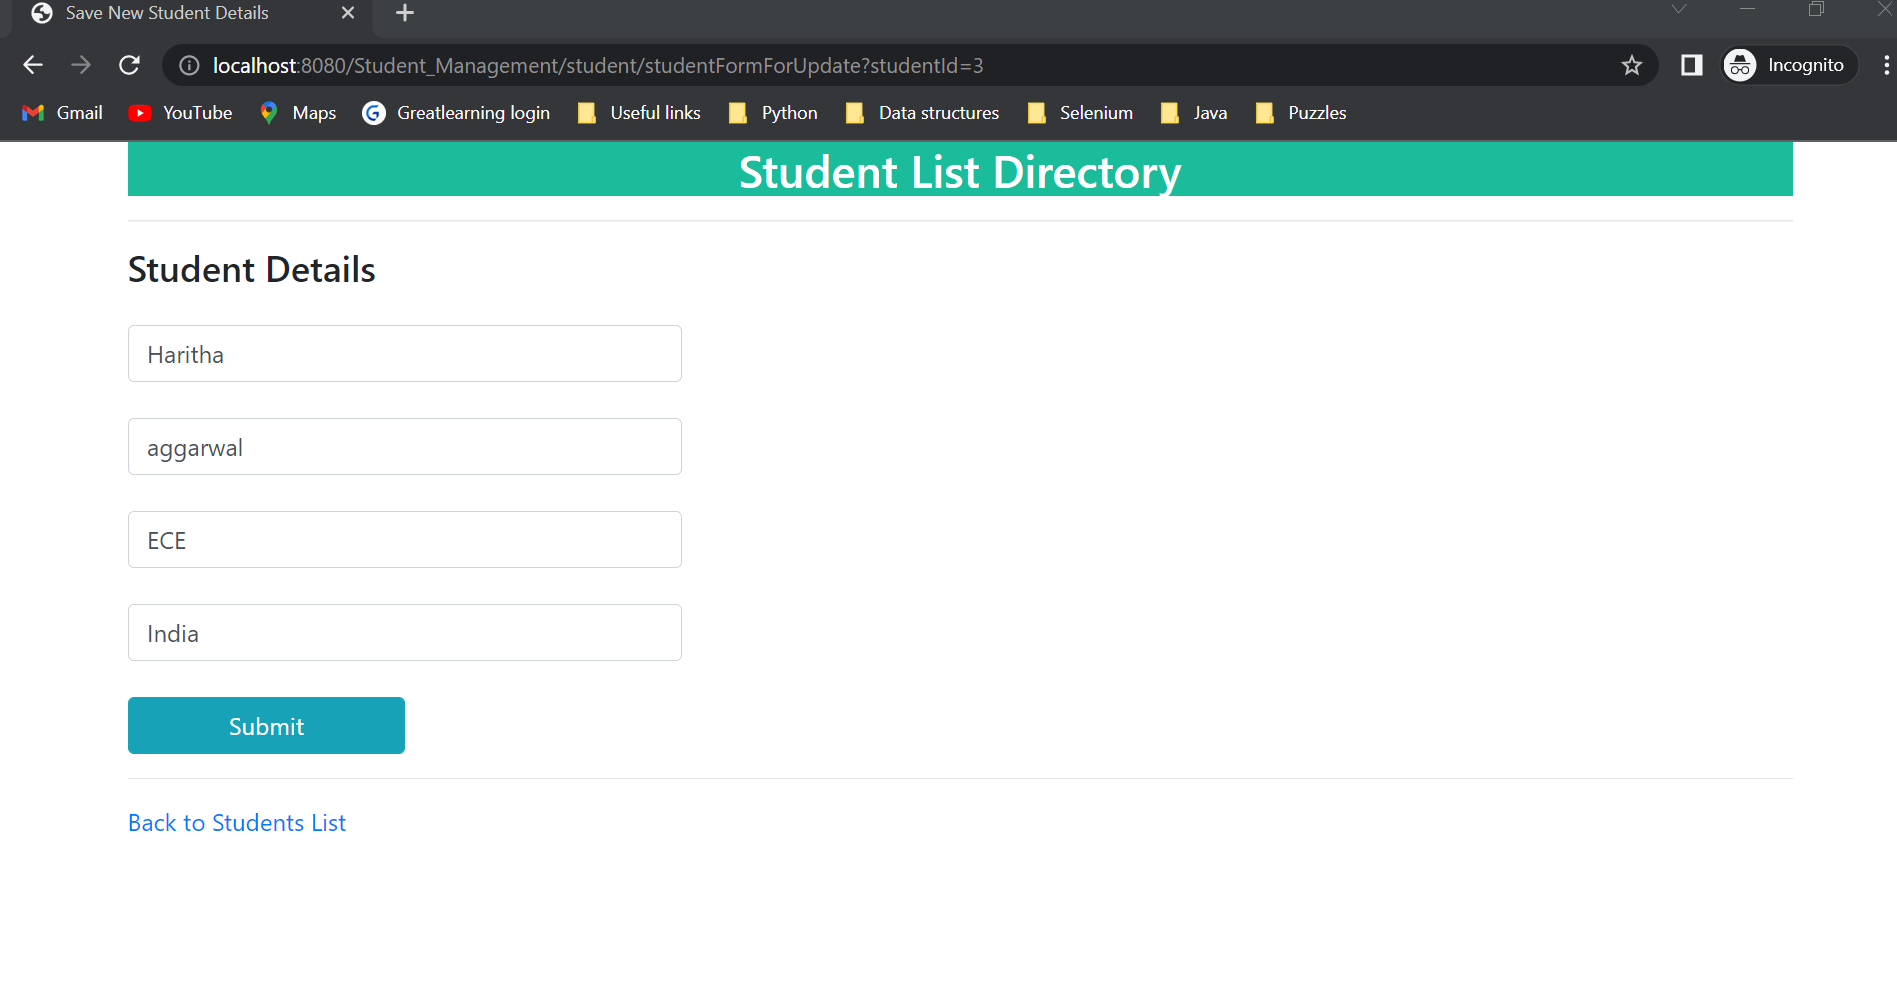 Save New Student Details
localhost:8080/Student_Management/student/studentFormForUpdate?studentId=3
Incognito
Gmail YouTube Maps Greatlearning login Useful links Python Data structures Selenium Java Puzzles
Student List Directory
Student Details
Haritha
aggarwal
ECE
India
Submit
Back to Students List